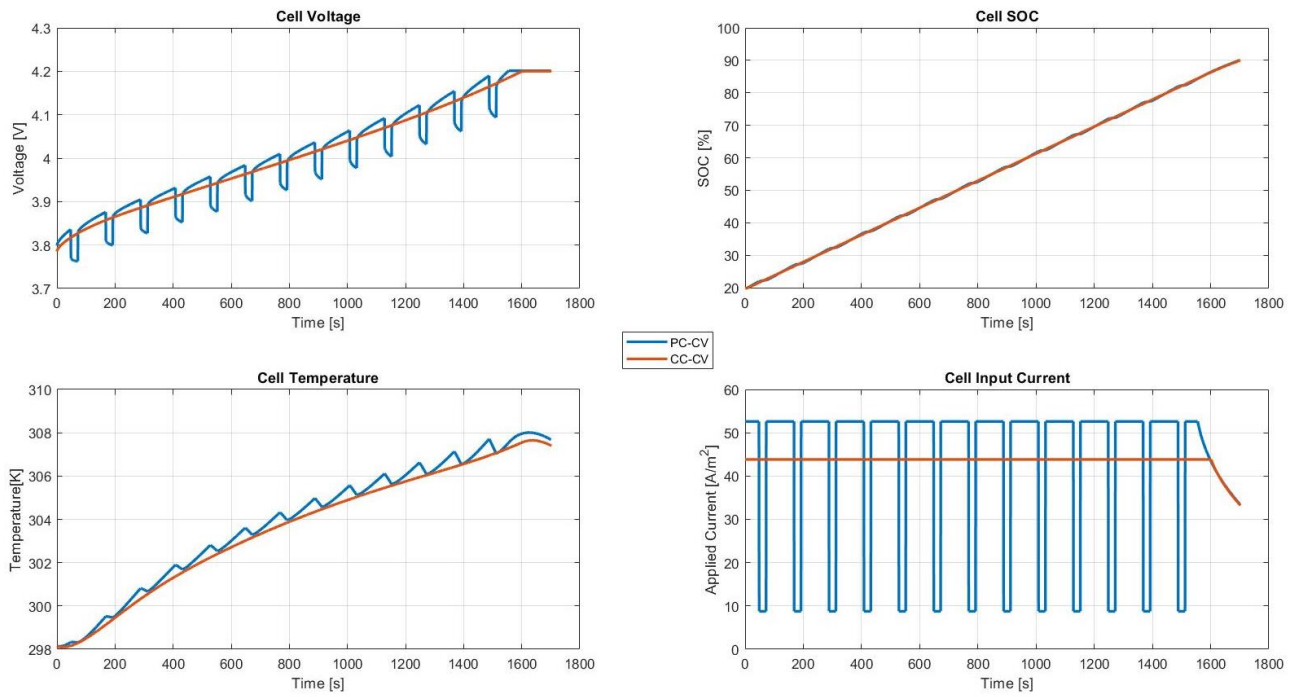 Cell Voltage
4.3
4.2
4.1
4
3.9
3.8
3.7
Voltage [V]
0 200 400 600 800 1000 1200 1400 1600 1800
Time [s]
Cell SOC
100
90
80
70
60
50
40
30
20
SOC [%]
0 200 400 600 800 1000 1200 1400 1600 1800
Time [s]
PC-CV
CC-CV
Cell Temperature
310
308
306
304
302
300
298
Temperature[K]
0 200 400 600 800 1000 1200 1400 1600 1800
Time [s]
Cell Input Current
60
50
40
30
20
10
0
Applied Current [A/m²]
0 200 400 600 800 1000 1200 1400 1600 1800
Time [s]